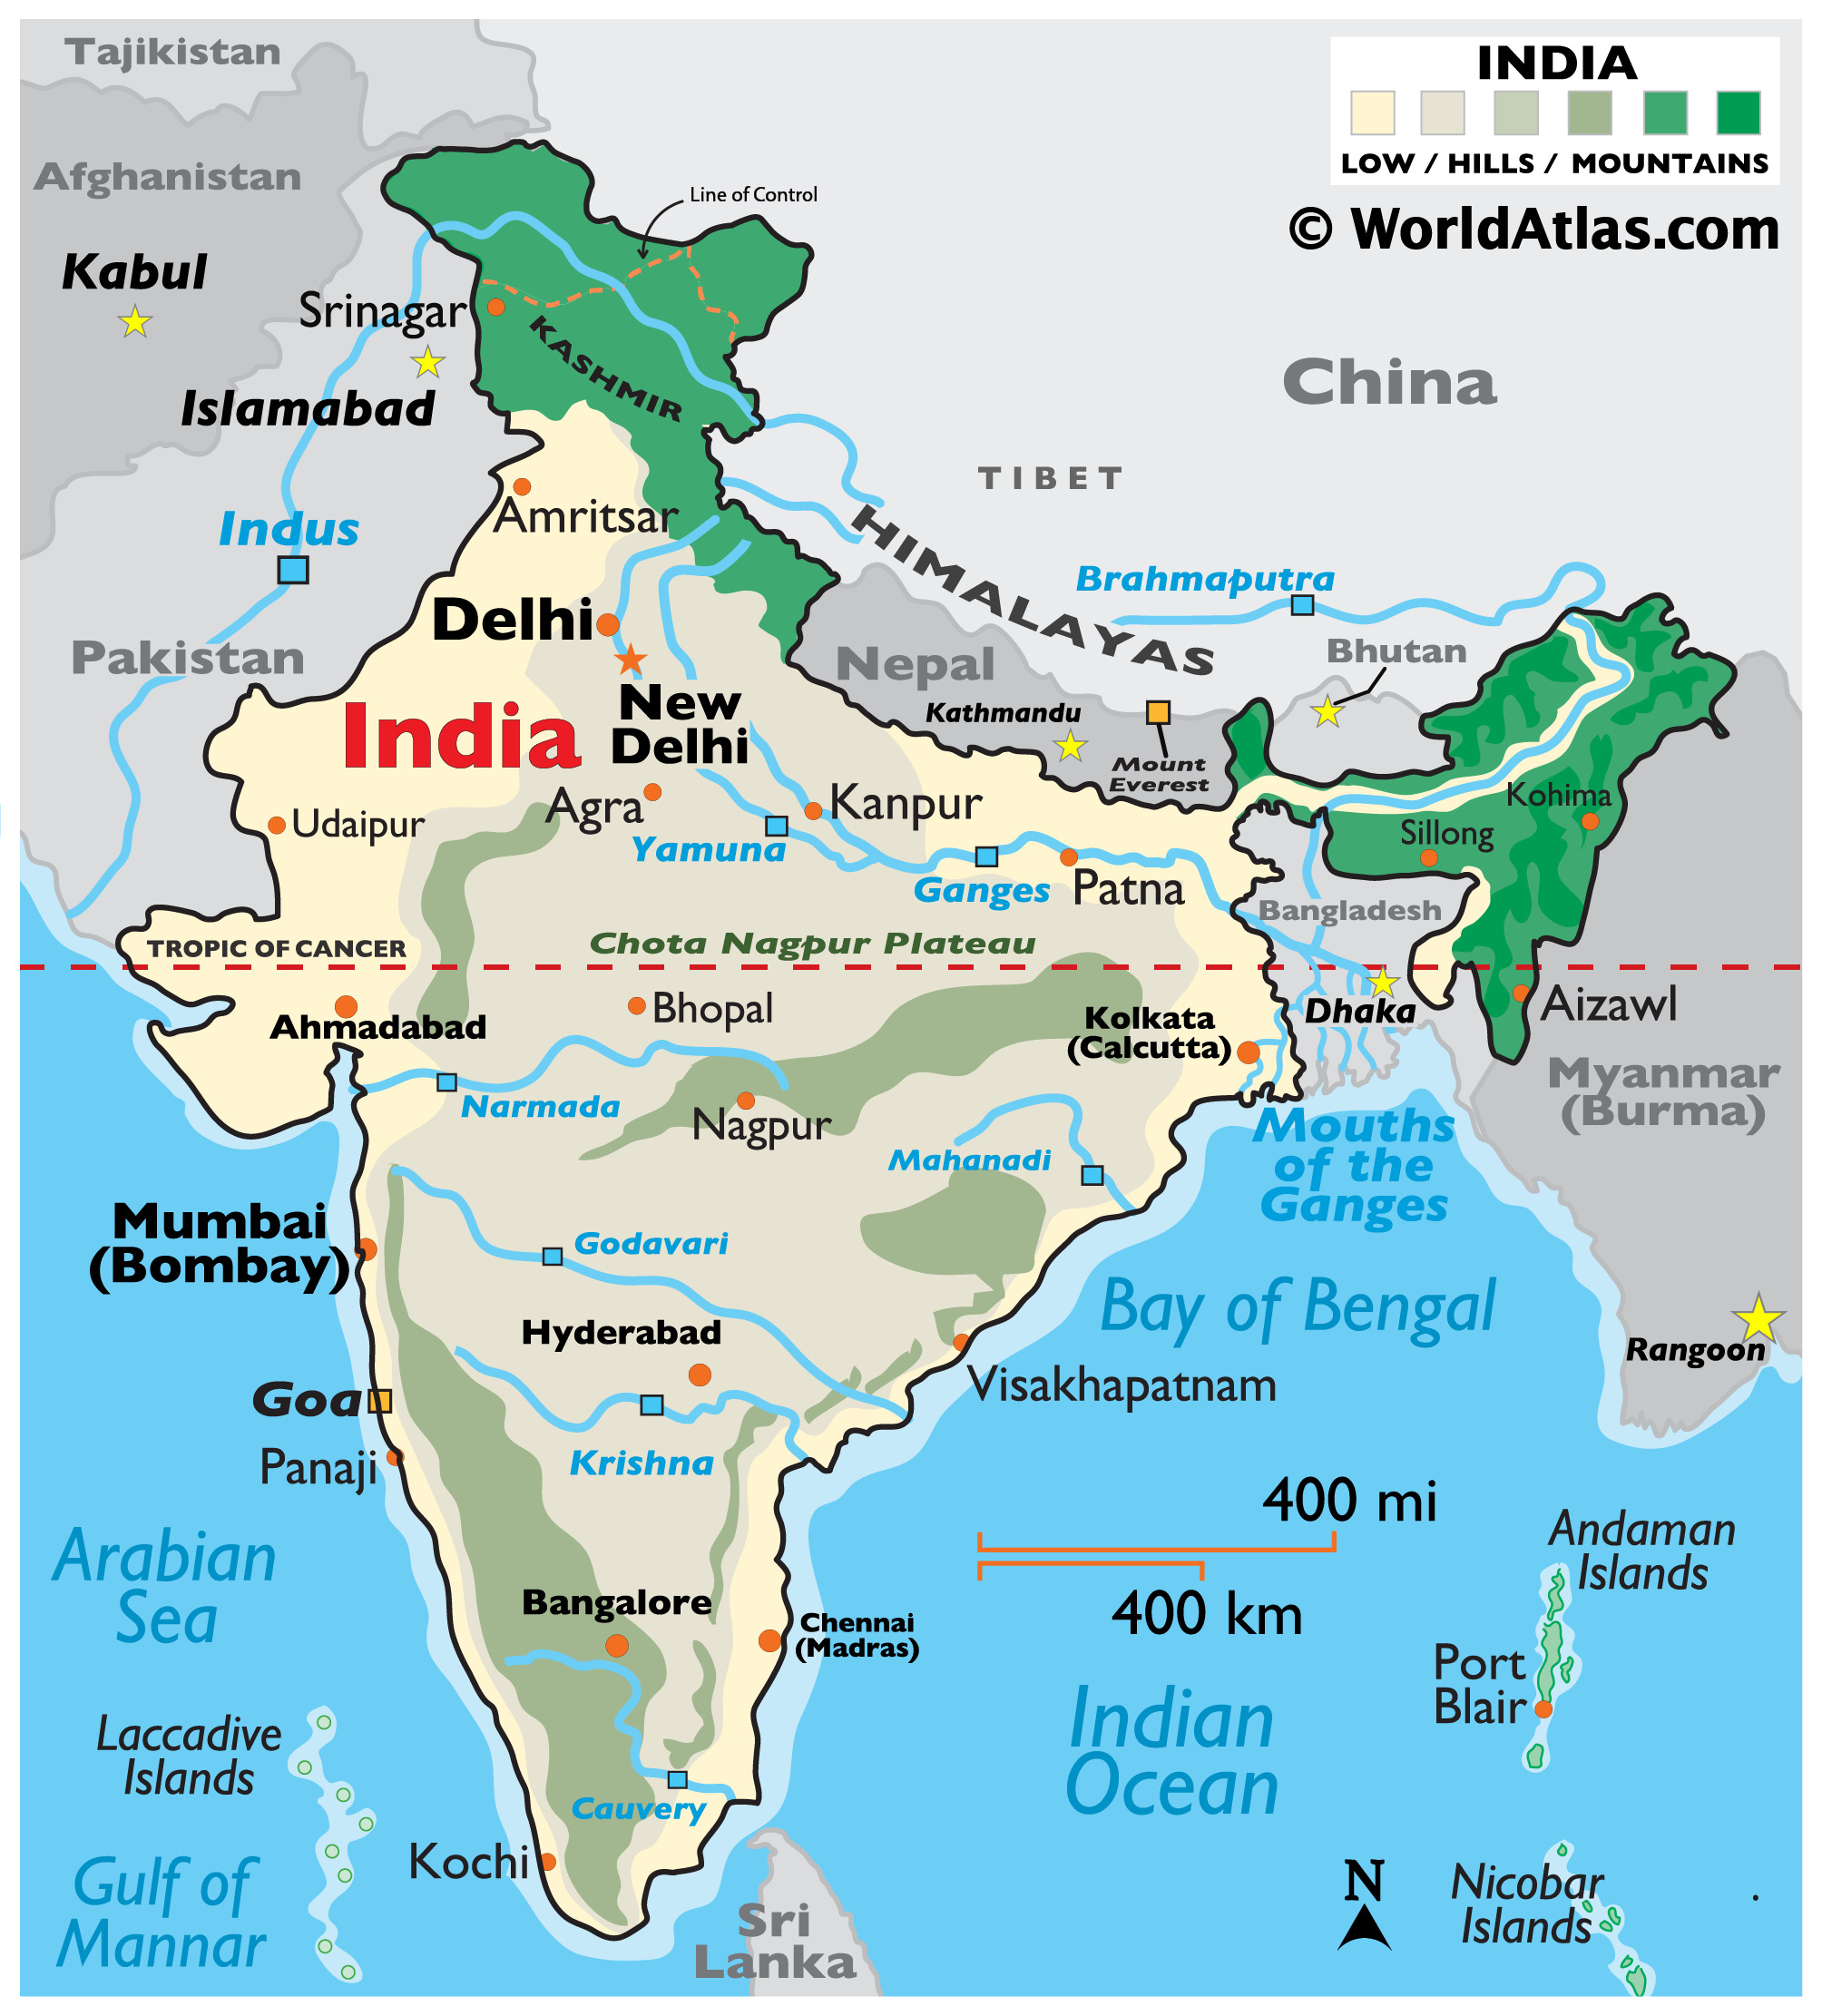 Tajikistan
INDIA
LOW / HILLS / MOUNTAINS
© WorldAtlas.com
Afghanistan
Line of Control
Kabul
Srinagar
KASHMIR
Islamabad
China
TIBET
Amritsar
Indus
HIMALAYAS
Brahmaputra
Delhi
Pakistan
Nepal
Bhutan
New
Delhi
India
Kathmandu
Mount
Everest
Agra
Kanpur
Kohima
Udaipur
Sillong
Yamuna
Ganges
Patna
Bangladesh
TROPIC OF CANCER
Chota Nagpur Plateau
Bhopal
Ahmadabad
Kolkata
(Calcutta)
Dhaka
Aizawl
Narmada
Nagpur
Myanmar
(Burma)
Mahanadi
Mouths
of the
Ganges
Mumbai
(Bombay)
Godavari
Bay of Bengal
Hyderabad
Rangoon
Goa
Visakhapatnam
Panaji
Krishna
400 mi
400 km
Arabian
Sea
Andaman
Islands
Bangalore
Chennai
(Madras)
Port
Blair
Indian
Ocean
Laccadive
Islands
Cauvery
Kochi
Gulf of
Mannar
N
Nicobar
Islands
Sri
Lanka